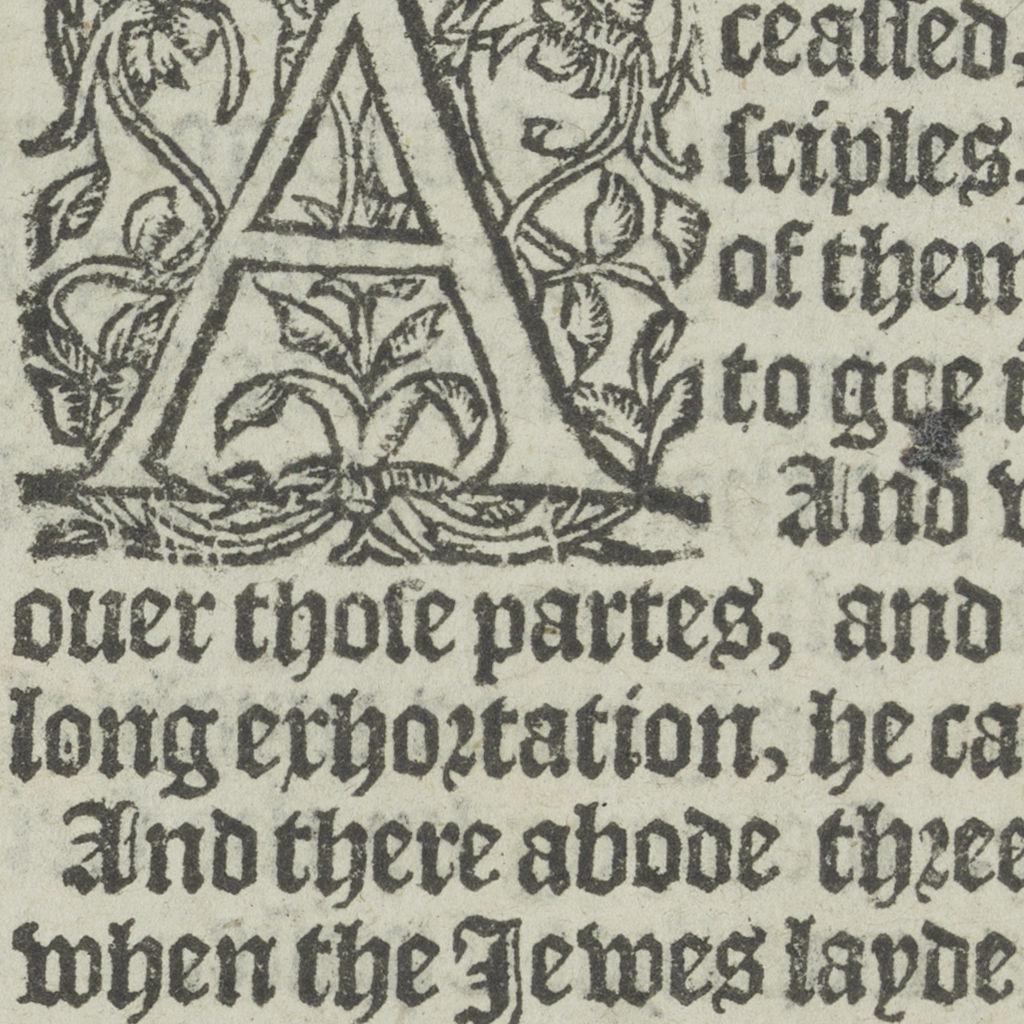 A
ceaſſed,
ſciples,
of them
to goe i
And w
ouer thoſe partes, and
long exhortation, he ca
And there abode three
when the Jewes layde